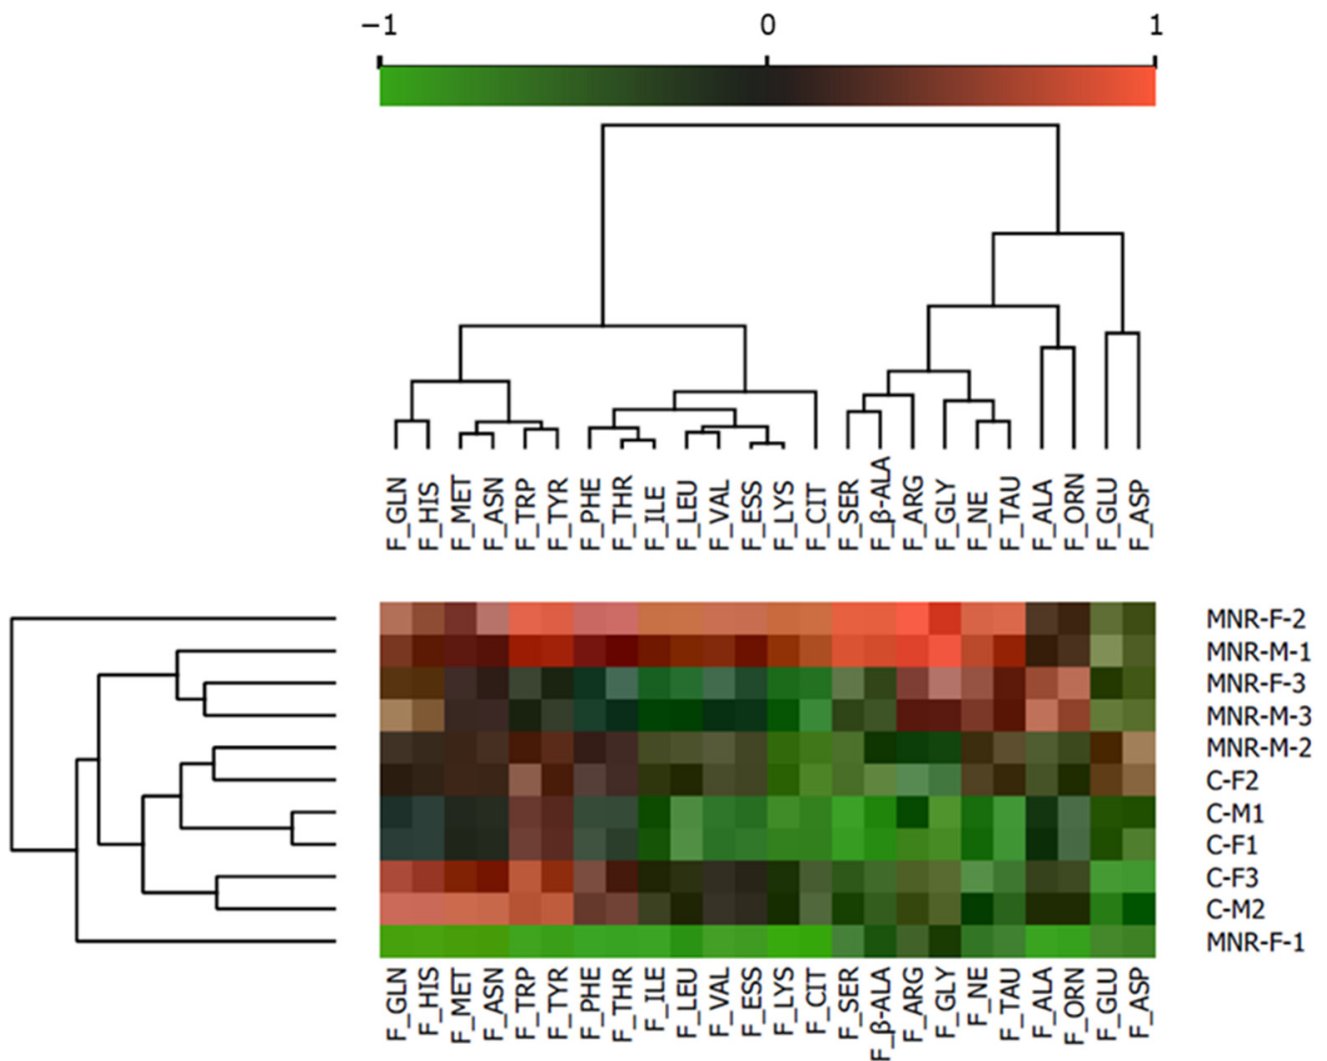 −1 0 1
F_GLN F_HIS F_MET F_ASN F_TRP F_TYR F_PHE F_THR F_ILE F_LEU F_VAL F_ESS F_LYS F_CIT F_SER F_β-ALA F_ARG F_GLY F_NE F_TAU F_ALA F_ORN F_GLU F_ASP
MNR-F-2
MNR-M-1
MNR-F-3
MNR-M-3
MNR-M-2
C-F2
C-M1
C-F1
C-F3
C-M2
MNR-F-1
F_GLN F_HIS F_MET F_ASN F_TRP F_TYR F_PHE F_THR F_ILE F_LEU F_VAL F_ESS F_LYS F_CIT F_SER F_β-ALA F_ARG F_GLY F_NE F_TAU F_ALA F_ORN F_GLU F_ASP